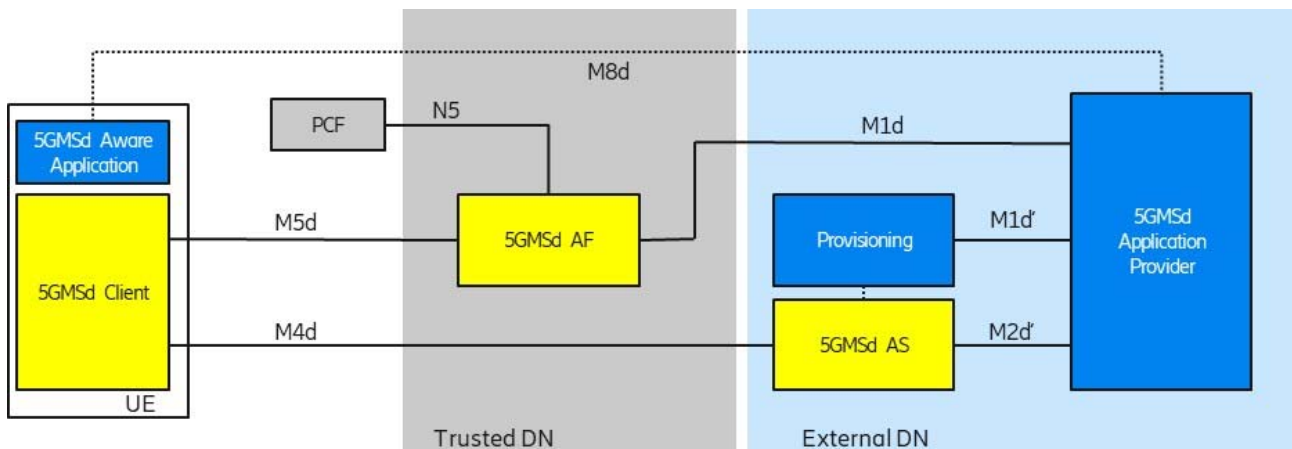 M8d
PCF
N5
M1d
5GMSd Aware
Application
M5d
5GMSd AF
Provisioning
M1d'
5GMSd
Application
Provider
5GMSd Client
M4d
5GMSd AS
M2d'
UE
Trusted DN
External DN